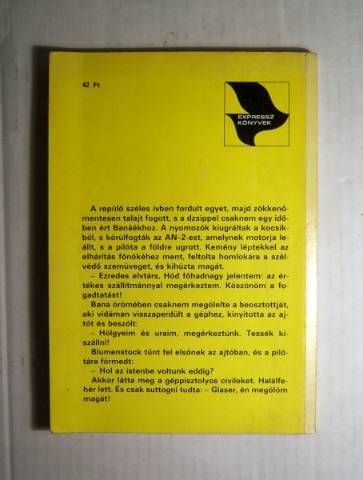 42 Ft
EXPRESSZ
KÖNYVEK
A repülő széles ívben fordult egyet, majd zökkenő-
mentesen talajt fogott, s a dzsippel csaknem egy idő-
ben ért Banáékhoz. A nyomozók kiugráltak a kocsik-
ból, s körülfogták az AN–2-est, amelynek motorja le-
állt, s a pilóta a földre ugrott. Kemény léptekkel az
elhárítás főnökéhez ment, feltolta homlokára a szél-
védő szemüveget, és kihúzta magát.
– Ezredes elvtárs, Hód főhadnagy jelentem: az ér-
tékes szállítmánnyal megérkeztem. Köszönöm a fo-
gadtatást!
Bana örömében csaknem megölelte a beosztottját,
aki vidáman visszaperdült a géphez, kinyitotta az aj-
tót és beszólt:
– Hölgyeim és uraim, megérkeztünk. Tessék ki-
szállni!
Blumenstock tűnt fel elsőnek az ajtóban, és a piló-
tára förmedt:
– Hol az istenbe voltunk eddig?
Akkor látta meg a géppisztolyos civileket. Halálfe-
hér lett. És csak suttogni tudta: – Glaser, én megölöm
magát!